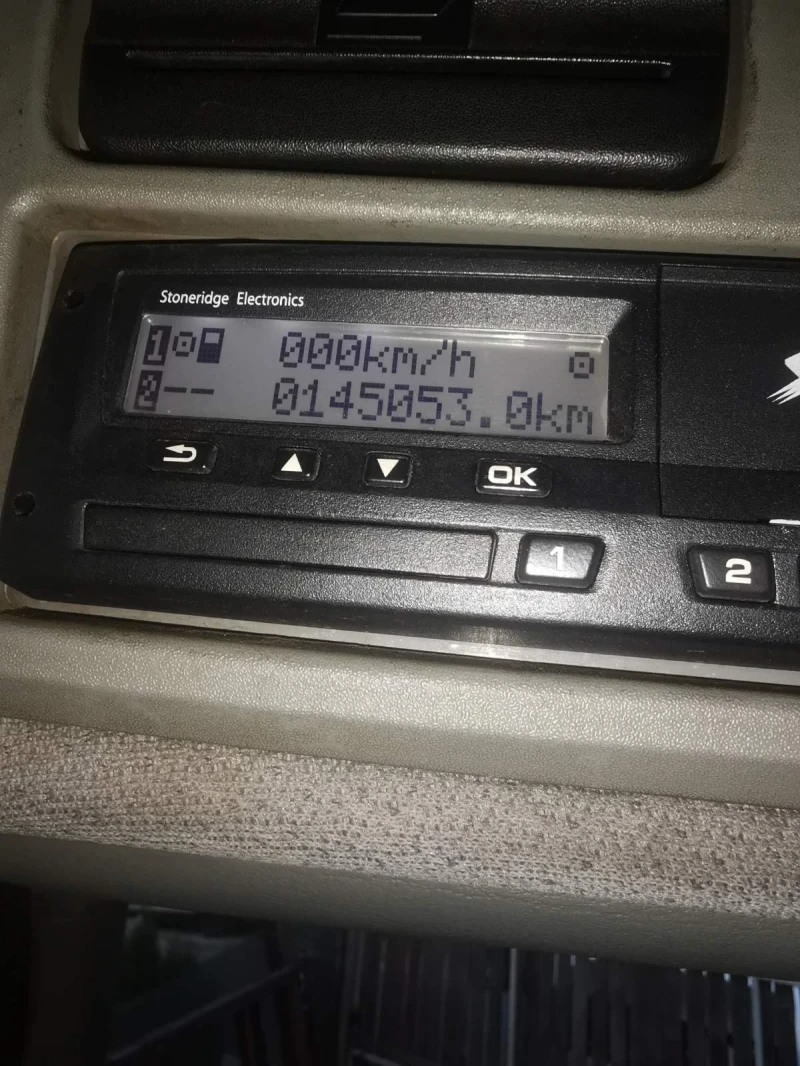 Stoneridge Electronics
1 000km/h
2 -- 0145053.0km
OK
1
2